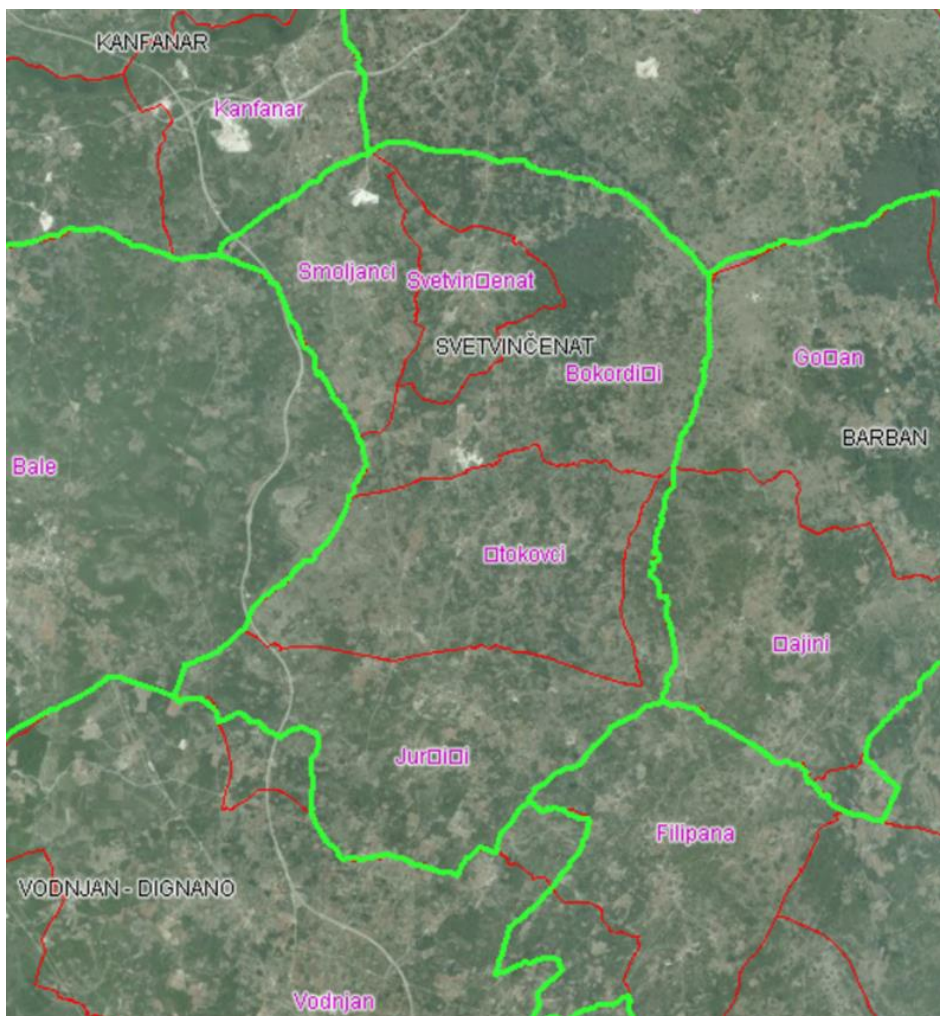 KANFANAR
Kanfanar
Smoljanci
Svetvin□enat
SVETVINČENAT
Go□an
Bokordi□i
BARBAN
Bale
□tokovci
□ajini
Jur□i□i
Filipana
VODNJAN - DIGNANO
Vodnjan